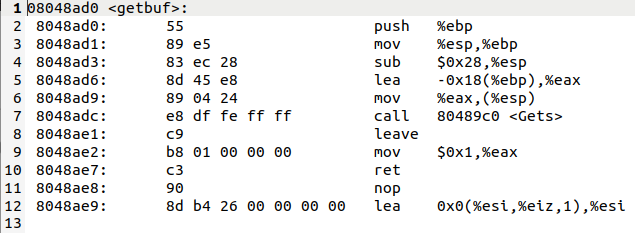 1 08048ad0 <getbuf>:
2 8048ad0: 55 push %ebp
3 8048ad1: 89 e5 mov %esp,%ebp
4 8048ad3: 83 ec 28 sub $0x28,%esp
5 8048ad6: 8d 45 e8 lea -0x18(%ebp),%eax
6 8048ad9: 89 04 24 mov %eax,(%esp)
7 8048adc: e8 df fe ff ff call 80489c0 <Gets>
8 8048ae1: c9 leave
9 8048ae2: b8 01 00 00 00 mov $0x1,%eax
10 8048ae7: c3 ret
11 8048ae8: 90 nop
12 8048ae9: 8d b4 26 00 00 00 00 lea 0x0(%esi,%eiz,1),%esi
13